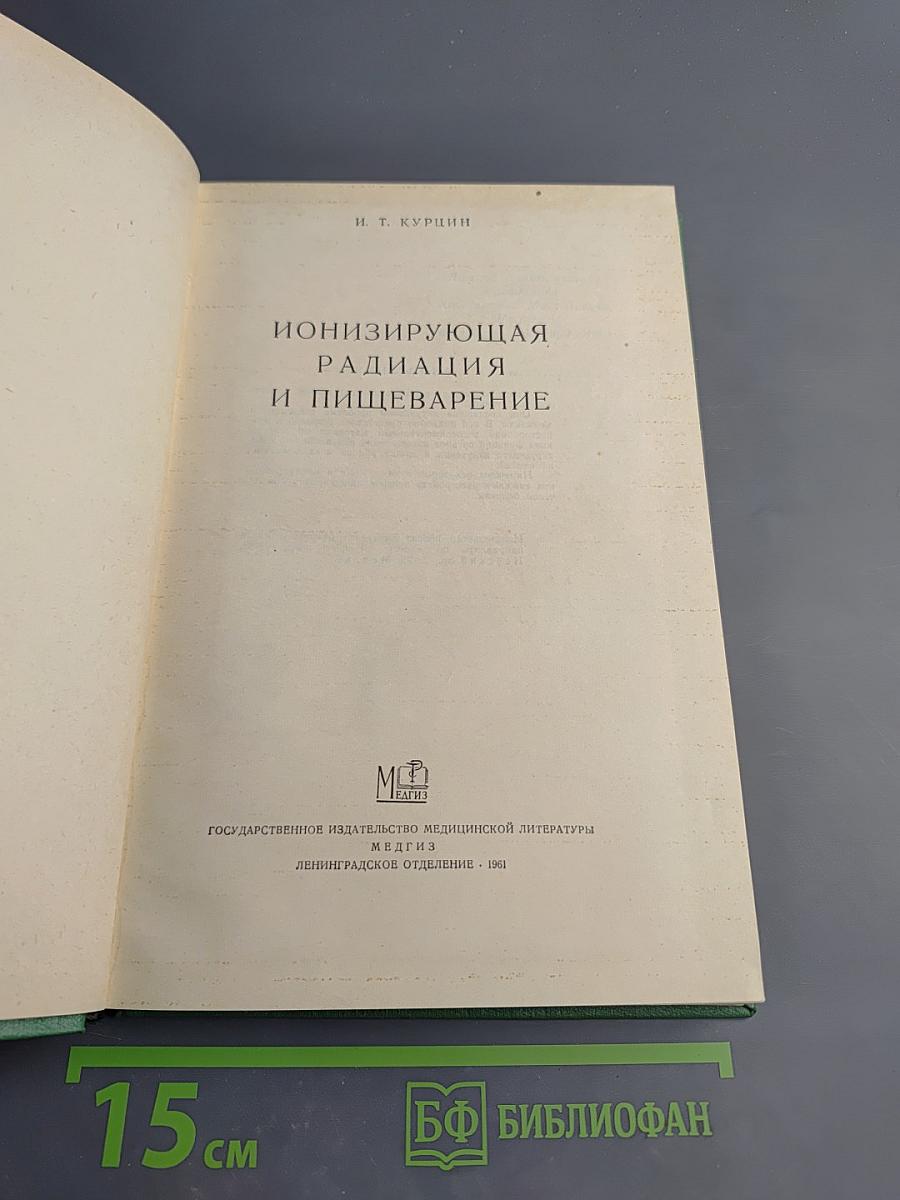 И. Т. КУРЦИН
ИОНИЗИРУЮЩАЯ
РАДИАЦИЯ
И ПИЩЕВАРЕНИЕ
МЕДГИЗ
ГОСУДАРСТВЕННОЕ ИЗДАТЕЛЬСТВО МЕДИЦИНСКОЙ ЛИТЕРАТУРЫ
МЕДГИЗ
ЛЕНИНГРАДСКОЕ ОТДЕЛЕНИЕ · 1961
15 см
БФ БИБЛИОФАН